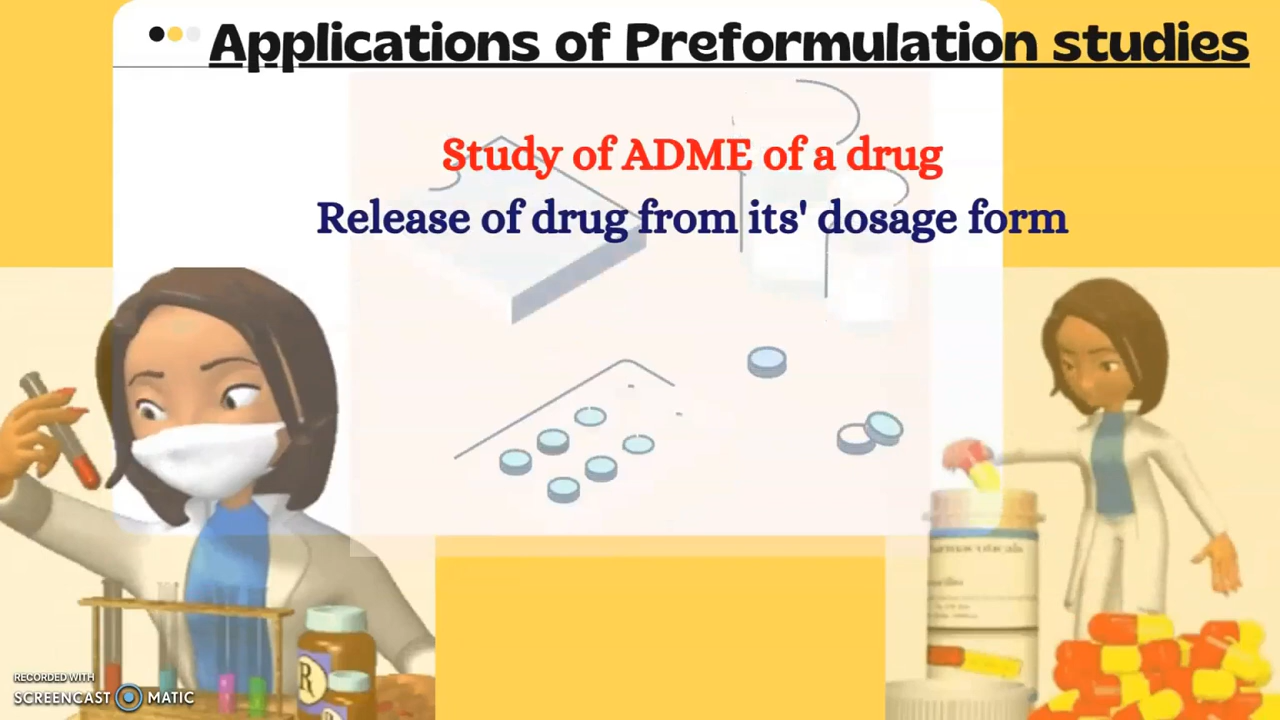 Applications of Preformulation studies
Study of ADME of a drug
Release of drug from its' dosage form
RECORDED WITH
SCREENCAST MATIC